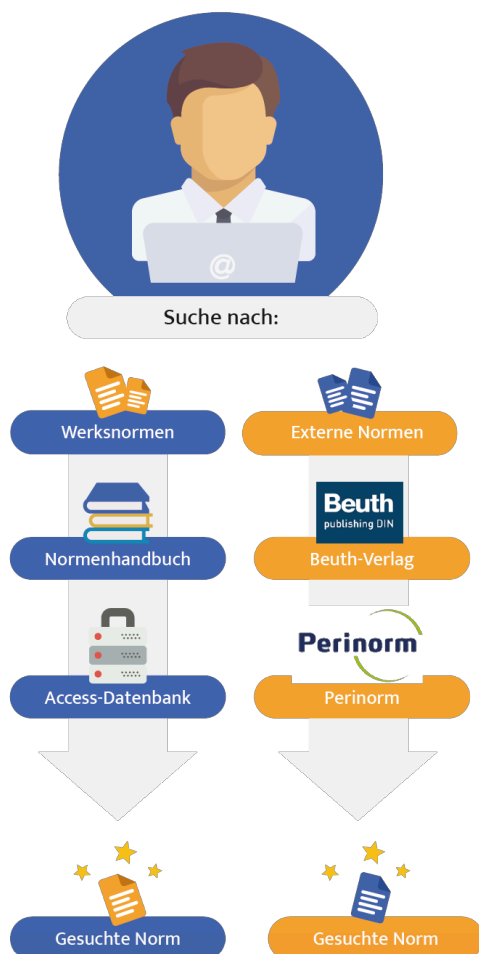 @
Suche nach:
Werksnormen
Externe Normen
Beuth
publishing DIN
Normenhandbuch
Beuth-Verlag
Perinorm
Access-Datenbank
Perinorm
Gesuchte Norm
Gesuchte Norm